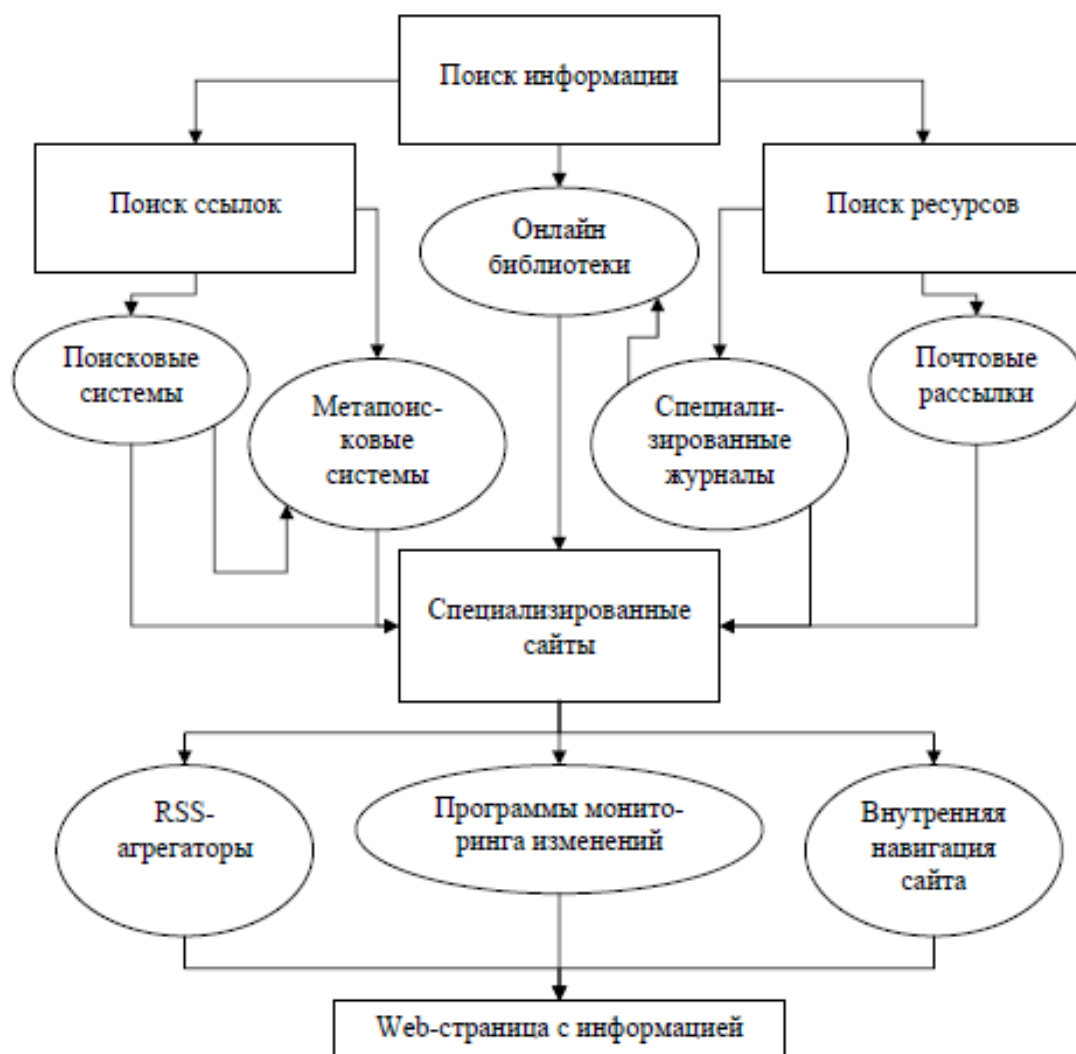 Поиск информации
Поиск ссылок
Онлайн
библиотеки
Поиск ресурсов
Поисковые
системы
Метапоис-
ковые
системы
Специали-
зированные
журналы
Почтовые
рассылки
Специализированные
сайты
RSS-
агрегаторы
Программы монито-
ринга изменений
Внутренняя
навигация
сайта
Web-страница с информацией